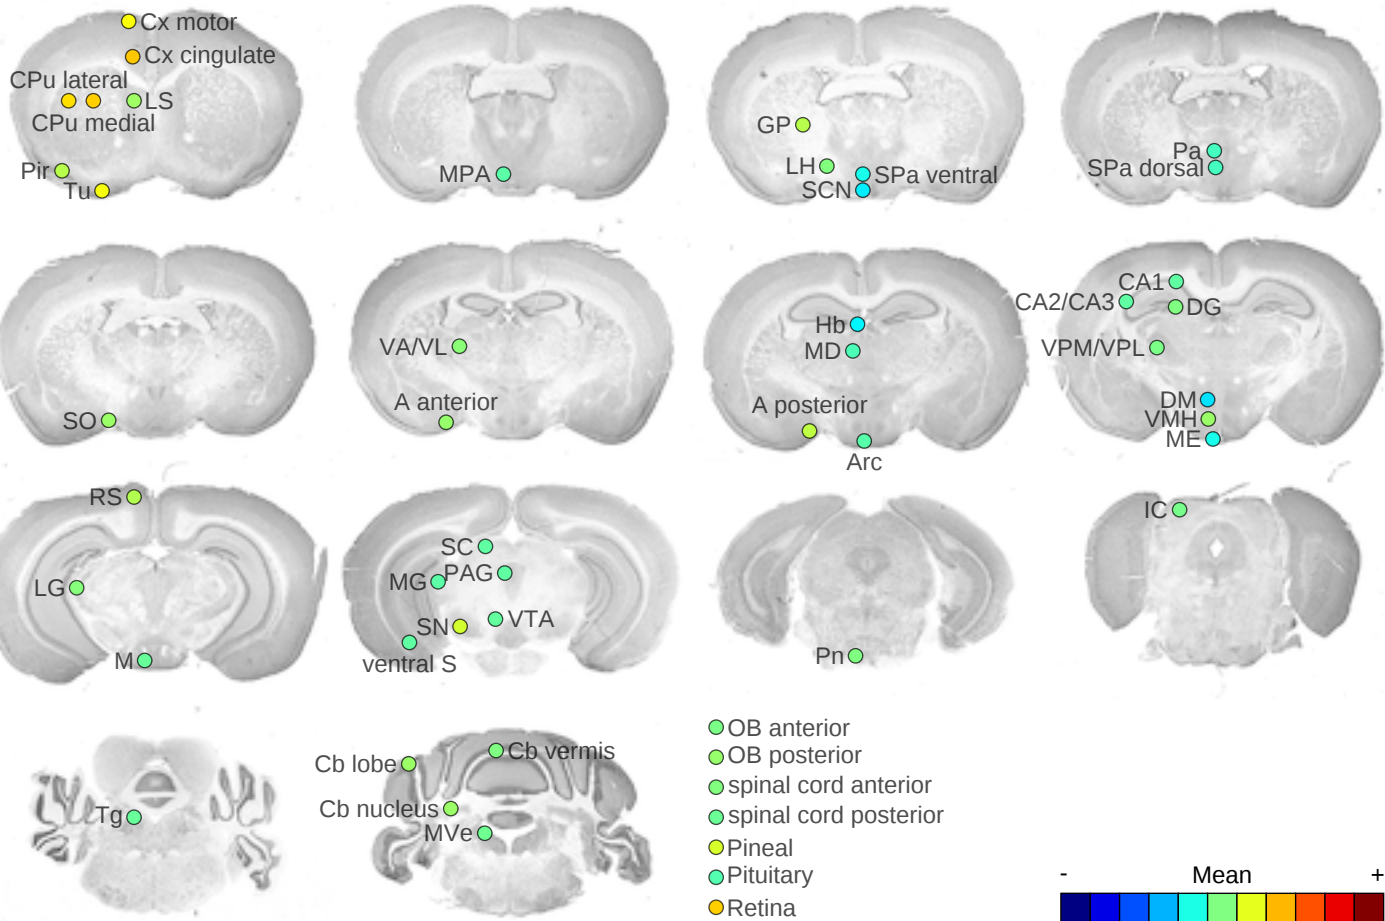 Cx motor
Cx cingulate
CPu lateral
LS
CPu medial
Pir
Tu
MPA
GP
LH
SPa ventral
SCN
Pa
SPa dorsal
SO
VA/VL
A anterior
Hb
MD
A posterior
Arc
CA1
CA2/CA3
DG
VPM/VPL
DM
VMH
ME
RS
LG
M
SC
MG
PAG
SN
VTA
ventral S
Pn
IC
Tg
Cb lobe
Cb vermis
Cb nucleus
MVe
OB anterior
OB posterior
spinal cord anterior
spinal cord posterior
Pineal
Pituitary
Retina
- Mean +